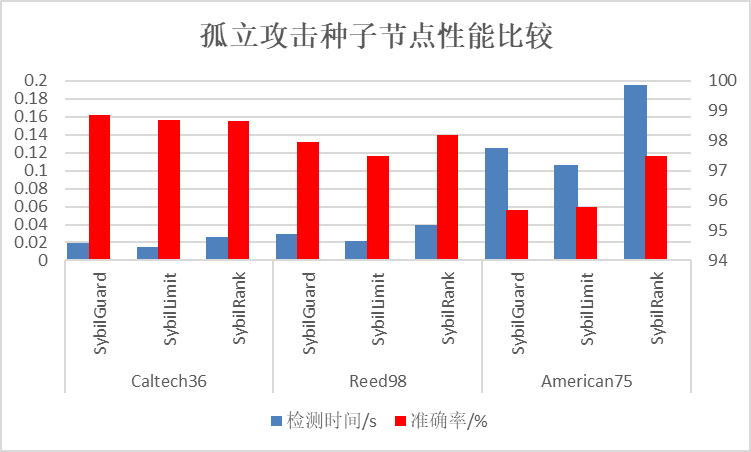 孤立攻击种子节点性能比较
0.2
0.18
0.16
0.14
0.12
0.1
0.08
0.06
0.04
0.02
0
100
99
98
97
96
95
94
SybilGuard
SybilLimit
SybilRank
SybilGuard
SybilLimit
SybilRank
SybilGuard
SybilLimit
SybilRank
Caltech36
Reed98
American75
检测时间/s
准确率/%